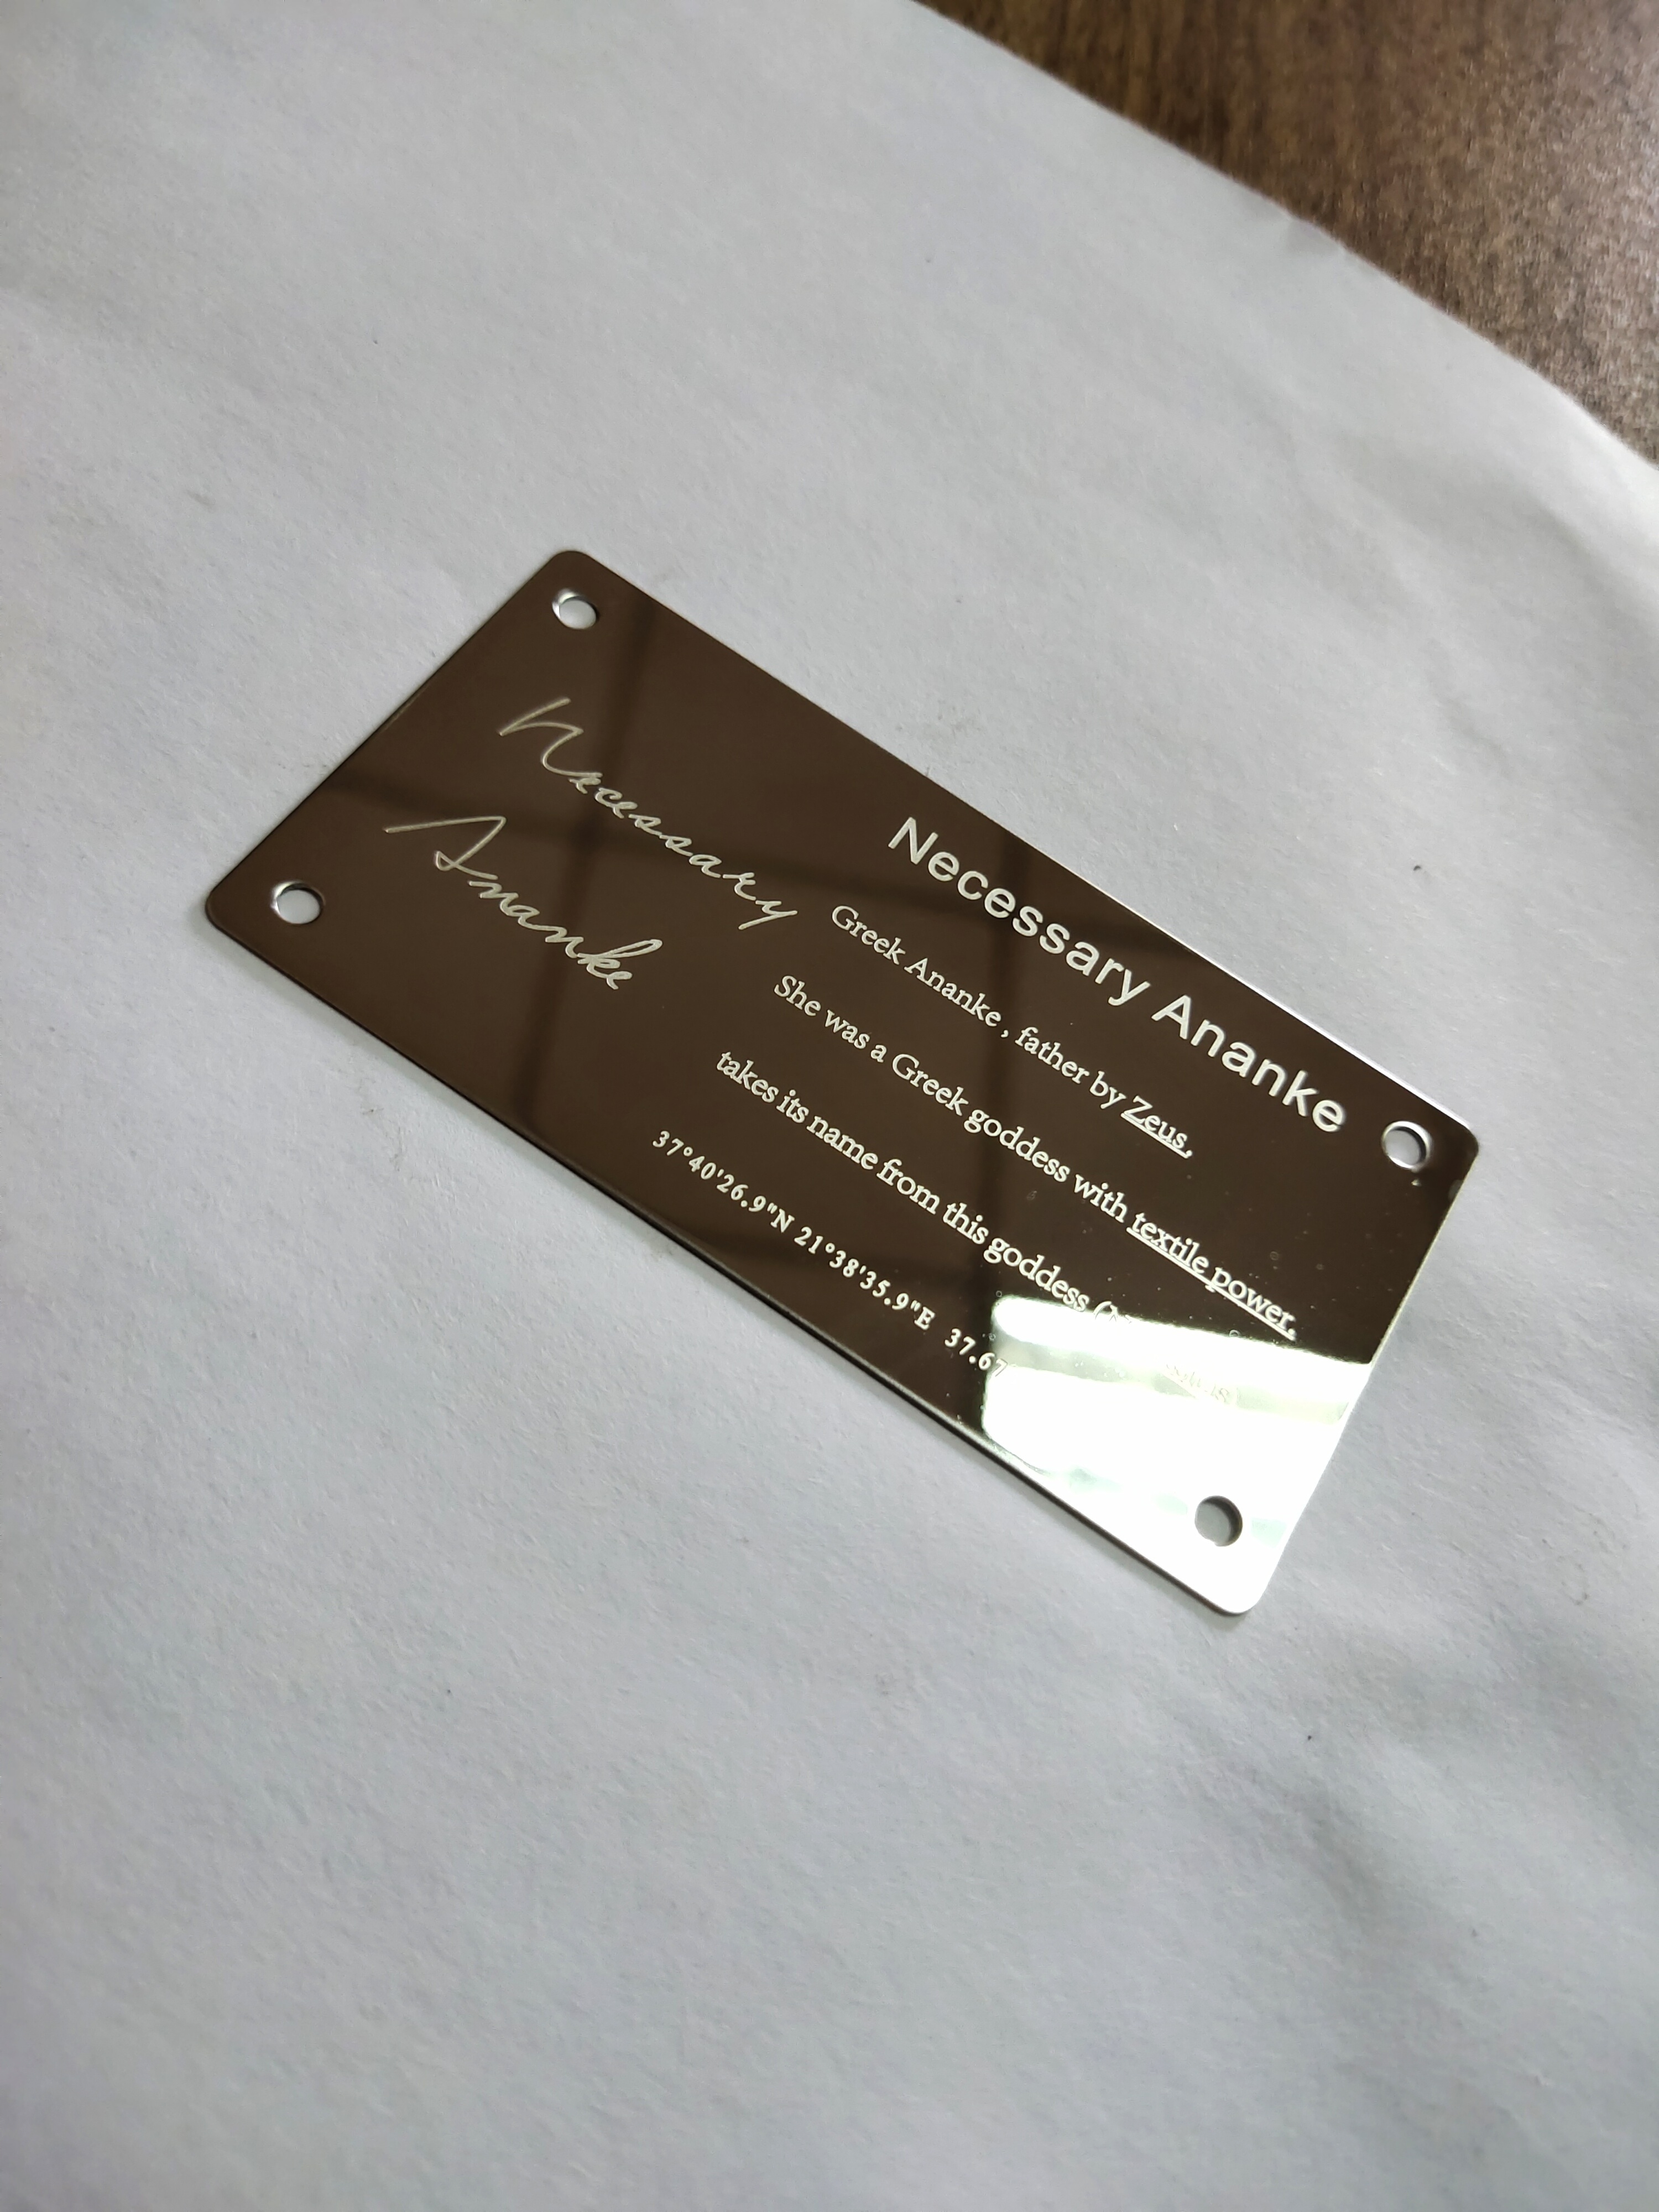 Necessary
Ananke
Necessary Ananke
Greek Ananke , father by Zeus,
She was a Greek goddess with textile power.
takes its name from this goddess
37°40'26.9"N 21°38'35.9"E 37.67